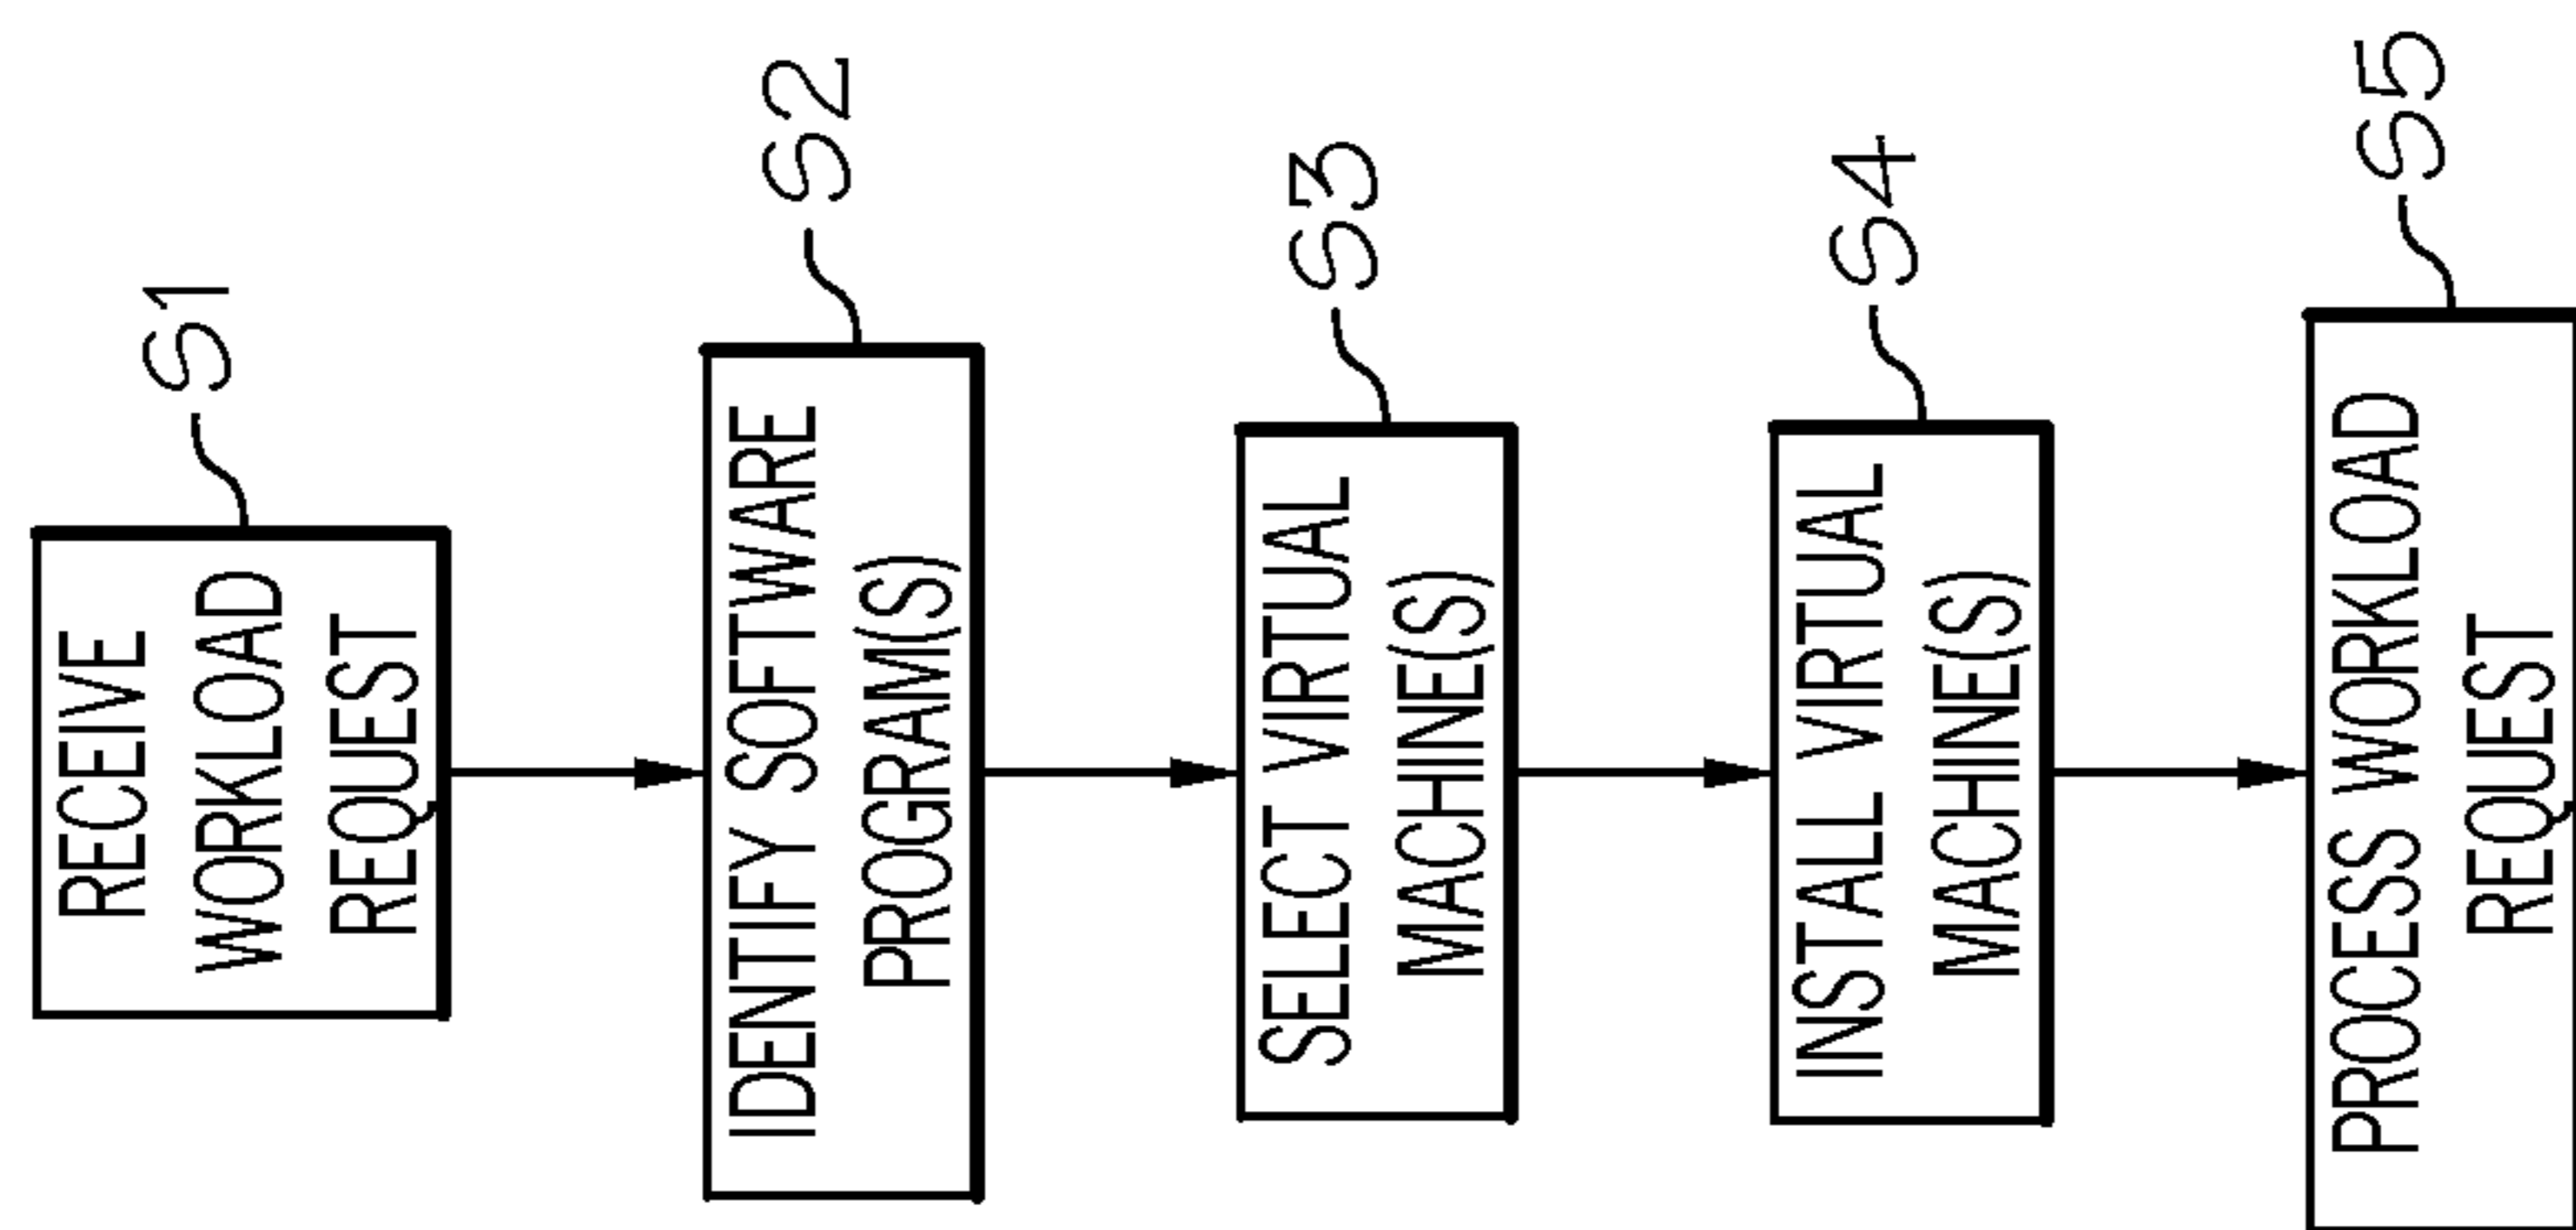 RECEIVE
WORKLOAD
REQUEST
S1
IDENTIFY SOFTWARE
PROGRAM(S)
S2
SELECT VIRTUAL
MACHINE(S)
S3
INSTALL VIRTUAL
MACHINE(S)
S4
PROCESS WORKLOAD
REQUEST
S5